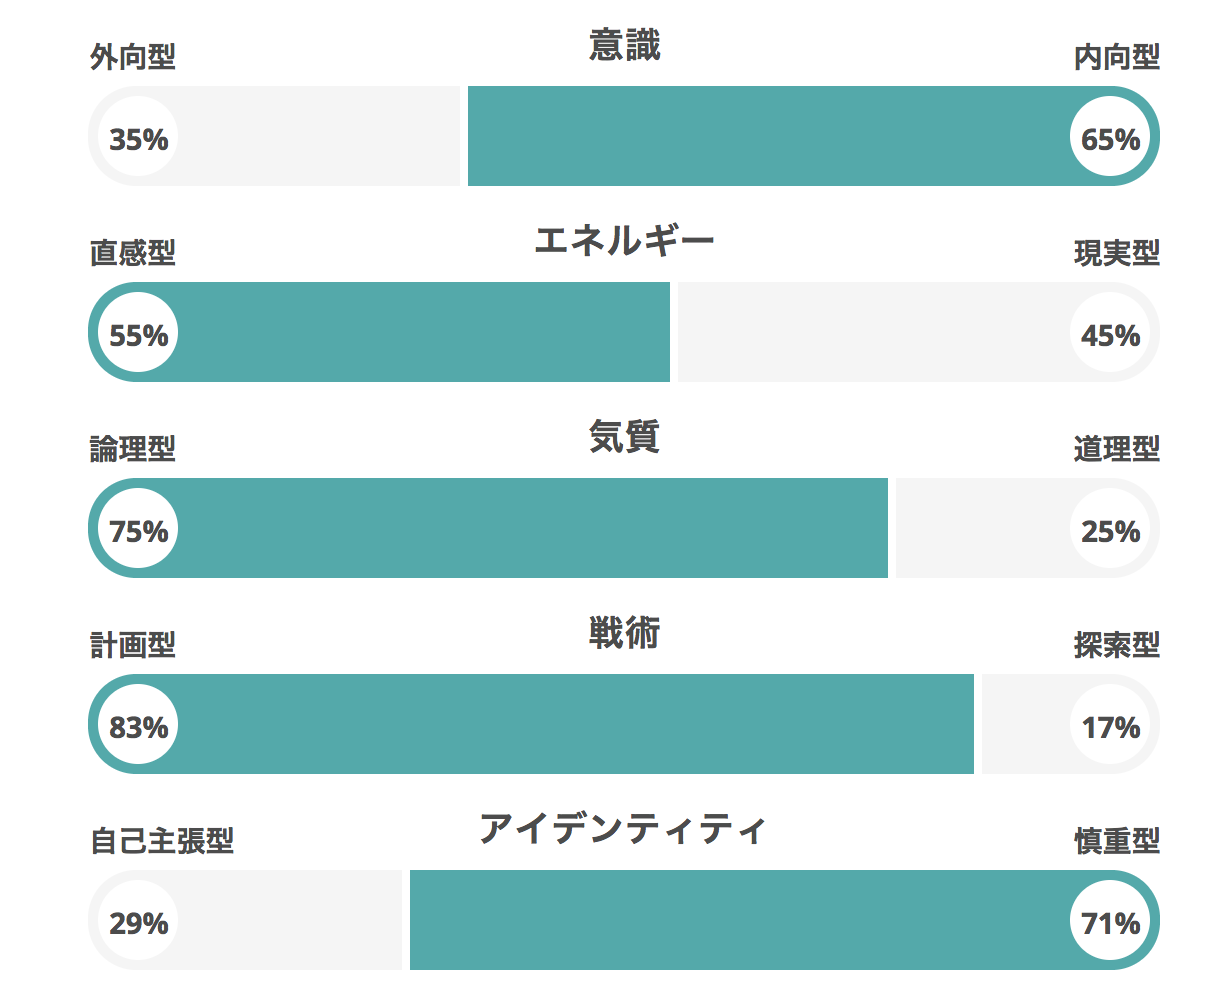 意識
外向型 内向型
35% 65%
エネルギー
直感型 現実型
55% 45%
気質
論理型 道理型
75% 25%
戦術
計画型 探索型
83% 17%
アイデンティティ
自己主張型 慎重型
29% 71%